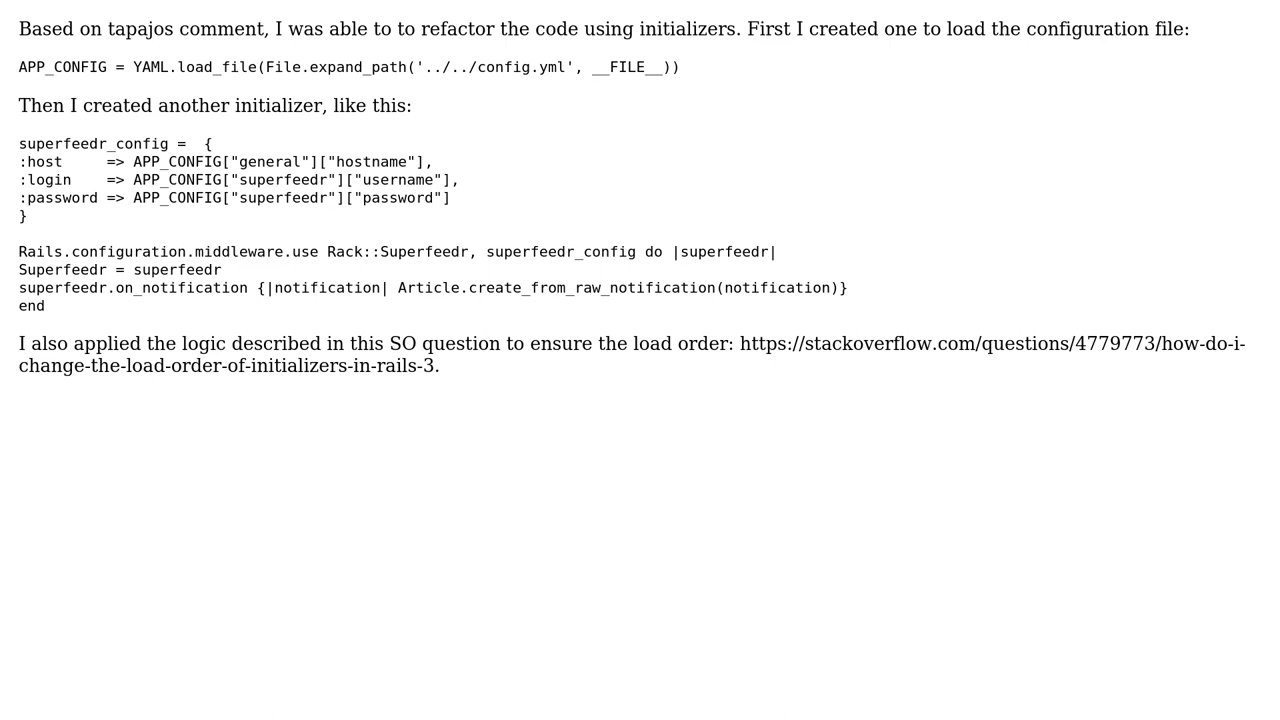 Based on tapajos comment, I was able to to refactor the code using initializers. First I created one to load the configuration file:
APP_CONFIG = YAML.load_file(File.expand_path('../../config.yml', __FILE__))
Then I created another initializer, like this:
superfeedr_config =  {
:host     => APP_CONFIG["general"]["hostname"],
:login    => APP_CONFIG["superfeedr"]["username"],
:password => APP_CONFIG["superfeedr"]["password"]
}
Rails.configuration.middleware.use Rack::Superfeedr, superfeedr_config do |superfeedr|
Superfeedr = superfeedr
superfeedr.on_notification {|notification| Article.create_from_raw_notification(notification)}
end
I also applied the logic described in this SO question to ensure the load order: https://stackoverflow.com/questions/4779773/how-do-i-
change-the-load-order-of-initializers-in-rails-3.